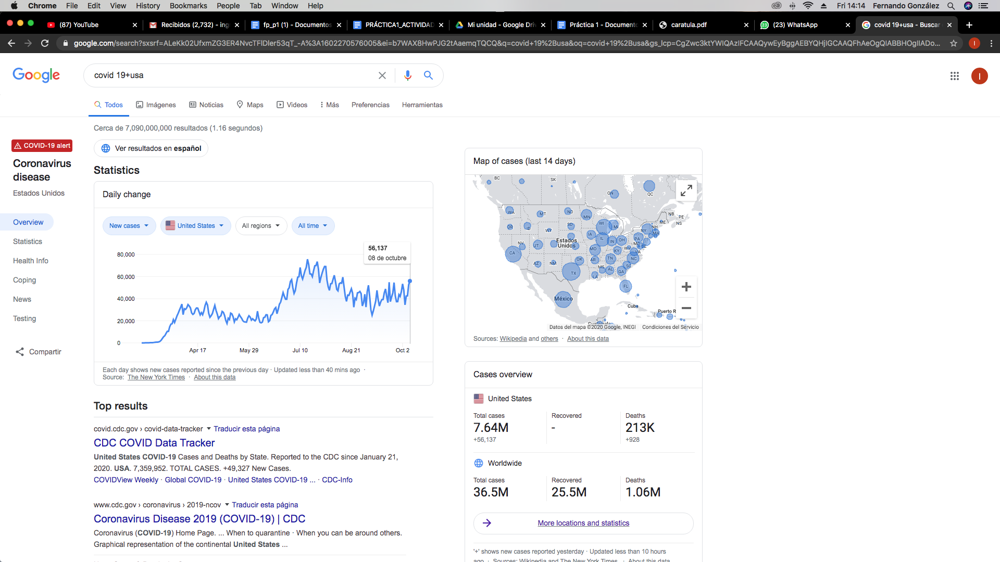 Chrome File Edit View History Bookmarks People Tab Window Help
Fri 14:14 Fernando González
(87) YouTube
Recibidos (2,732) - ing
fp_p1 (1) - Documentos
PRÁCTICA1_ACTIVIDAD
Mi unidad - Google Driv
Práctica 1 - Documento
caratula.pdf
(23) WhatsApp
covid 19+usa - Buscar
google.com/search?sxsrf=ALeKk02UfxmZG3ER4NvcTFlDIer53qT_-A%3A1602270576005&ei=b7WAX8HwPJG2tAaemqTQCQ&q=covid+19%2Busa&oq=covid+19%2Busa&gs_lcp=CgZwc3ktYWIQAzIFCAAQywEyBggAEBYQHjIGCAAQFhAeOgQIABBHOgIIADo...
I
Google
covid 19+usa
I
Todos
Imágenes
Noticias
Maps
Videos
Más
Preferencias
Herramientas
Cerca de 7,090,000,000 resultados (1.16 segundos)
COVID-19 alert
Coronavirus
disease
Estados Unidos
Overview
Statistics
Health Info
Coping
News
Testing
Compartir
Ver resultados en español
Statistics
Daily change
New cases
United States
All regions
All time
56,137
08 de octubre
80,000
60,000
40,000
20,000
0
Apr 17
May 29
Jul 10
Aug 21
Oct 2
Each day shows new cases reported since the previous day · Updated less than 40 mins ago ·
Source: The New York Times · About this data
Top results
covid.cdc.gov › covid-data-tracker Traducir esta página
CDC COVID Data Tracker
United States COVID-19 Cases and Deaths by State. Reported to the CDC since January 21,
2020. USA. 7,359,952. TOTAL CASES. +49,327 New Cases.
COVIDView Weekly · Global COVID-19 · United States COVID-19 ... · CDC-Info
www.cdc.gov › coronavirus › 2019-ncov Traducir esta página
Coronavirus Disease 2019 (COVID-19) | CDC
Coronavirus (COVID-19) Home Page. ... When to quarantine · When you can be around others.
Graphical representation of the continental United States ...
Map of cases (last 14 days)
BC
SK
ON
QC
NB
PE
NS
ME
WA
MT
ND
MN
OR
ID
WY
SD
WI
MI
NH
MA
NY
IA
NV
UT
Estados
Unidos
IL
IN
OH
PA
MD
DE
CA
MO
KY
WV
VA
AZ
NM
OK
AR
TN
NC
SC
MS
AL
GA
LA
TX
FL
México
Cuba
Puerto R
Guatemala
Datos del mapa ©2020 Google, INEGI
Condiciones del Servicio
Sources: Wikipedia and others · About this data
Cases overview
United States
Total cases
Recovered
Deaths
7.64M
-
213K
+56,137
+928
Worldwide
Total cases
Recovered
Deaths
36.5M
25.5M
1.06M
More locations and statistics
'+' shows new cases reported yesterday · Updated less than 10 hours
ago · Sources: Wikipedia and The New York Times · About this data